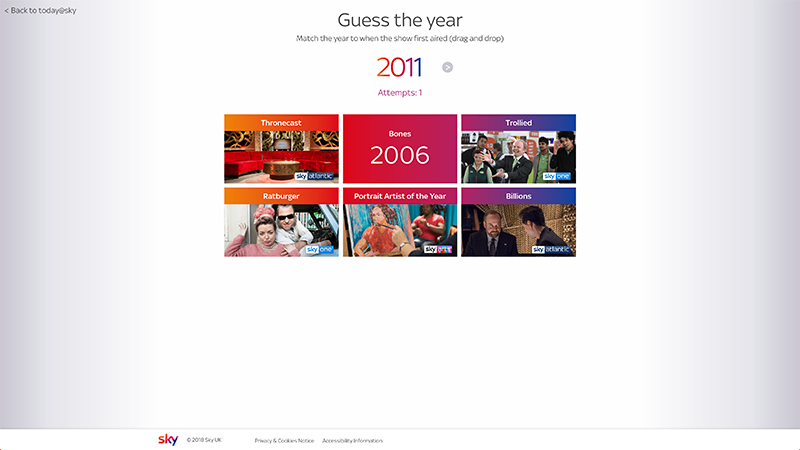 < Back to today@sky
Guess the year
Match the year to when the show first aired (drag and drop)
2011 >
Attempts: 1
Thronecast
sky atlantic
Bones
2006
Trollied
sky one
Ratburger
sky one
Portrait Artist of the Year
sky arts
Billions
sky atlantic
sky © 2018 Sky UK Privacy & Cookies Notice Accessibility Information